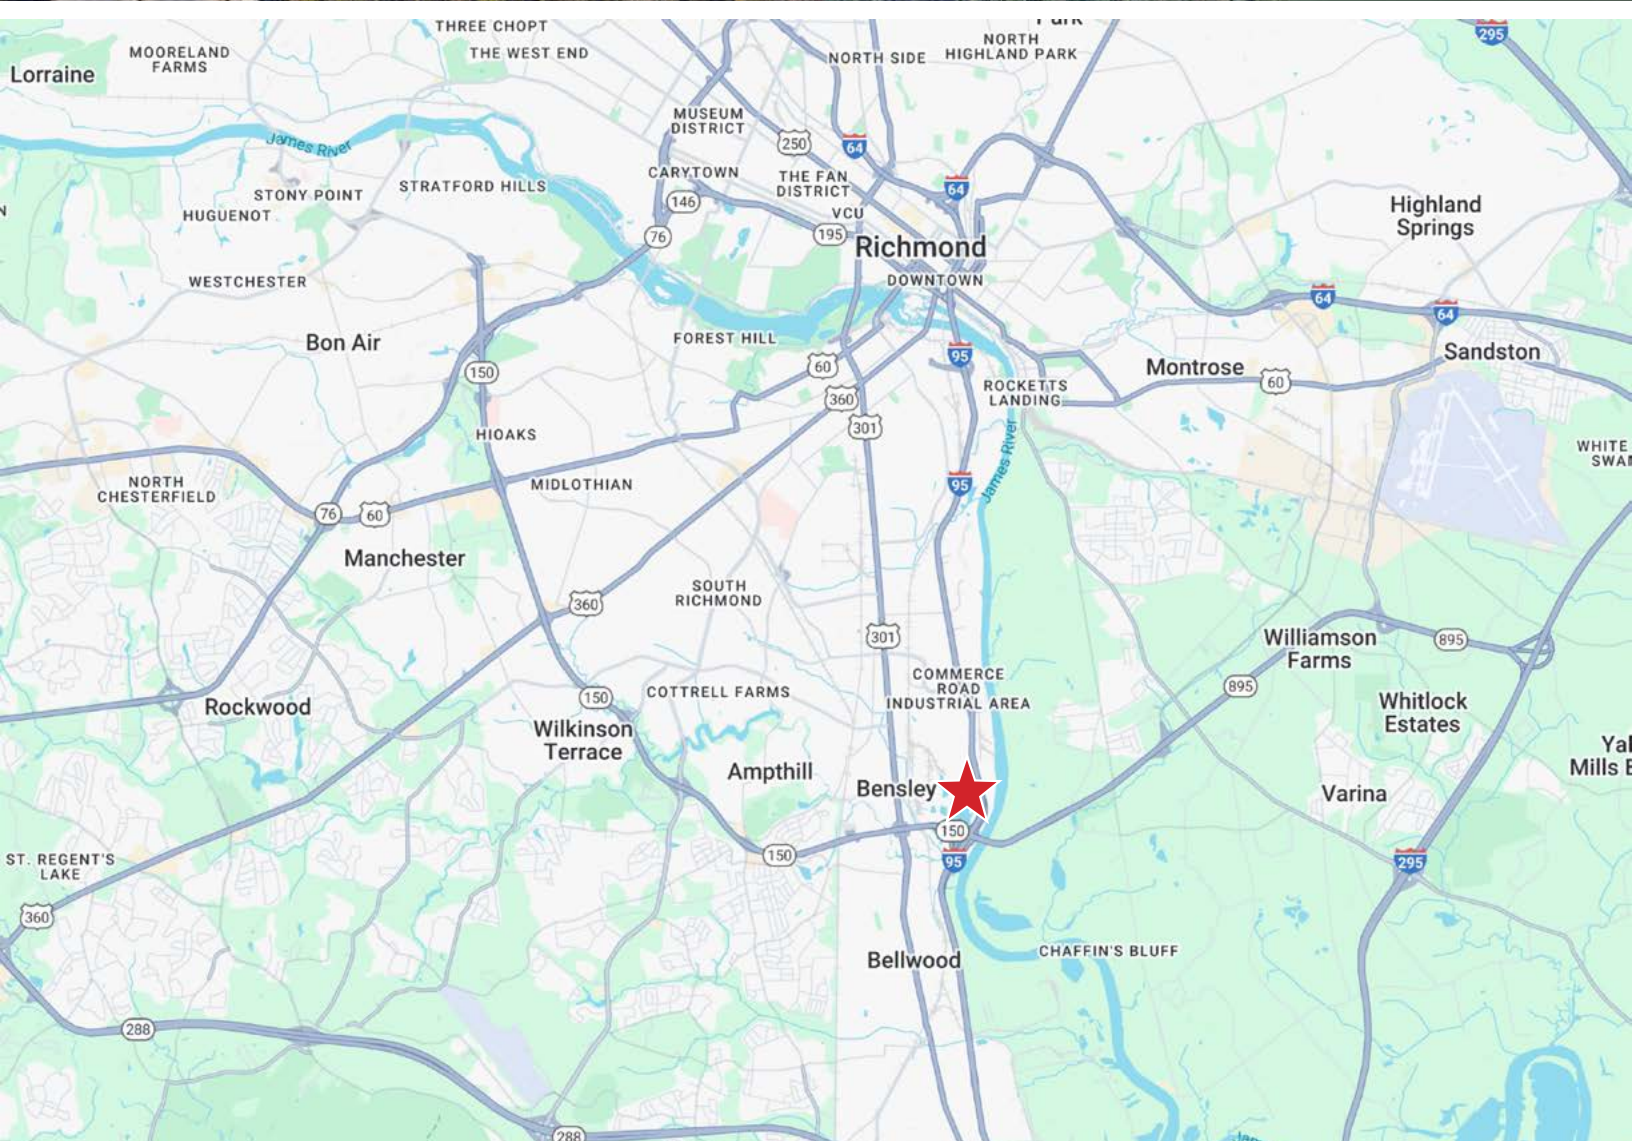 THREE CHOPT
Park
MOORELAND
FARMS
THE WEST END
NORTH SIDE
NORTH
HIGHLAND PARK
295
Lorraine
MUSEUM
DISTRICT
250
64
James River
CARYTOWN
THE FAN
DISTRICT
64
STONY POINT
STRATFORD HILLS
146
HUGUENOT
VCU
Highland
Springs
76
195
Richmond
DOWNTOWN
WESTCHESTER
64
64
Bon Air
FOREST HILL
95
Sandston
60
Montrose
60
150
ROCKETTS
LANDING
360
301
HIOAKS
James River
WHITE
SWAN
NORTH
CHESTERFIELD
MIDLOTHIAN
95
76
60
Manchester
SOUTH
RICHMOND
360
301
Williamson
Farms
895
COMMERCE
ROAD
INDUSTRIAL AREA
895
150
COTTRELL FARMS
Rockwood
Wilkinson
Terrace
Whitlock
Estates
Ampthill
Bensley
Mills
Varina
150
150
95
295
ST. REGENT'S
LAKE
360
CHAFFIN'S BLUFF
Bellwood
288
288